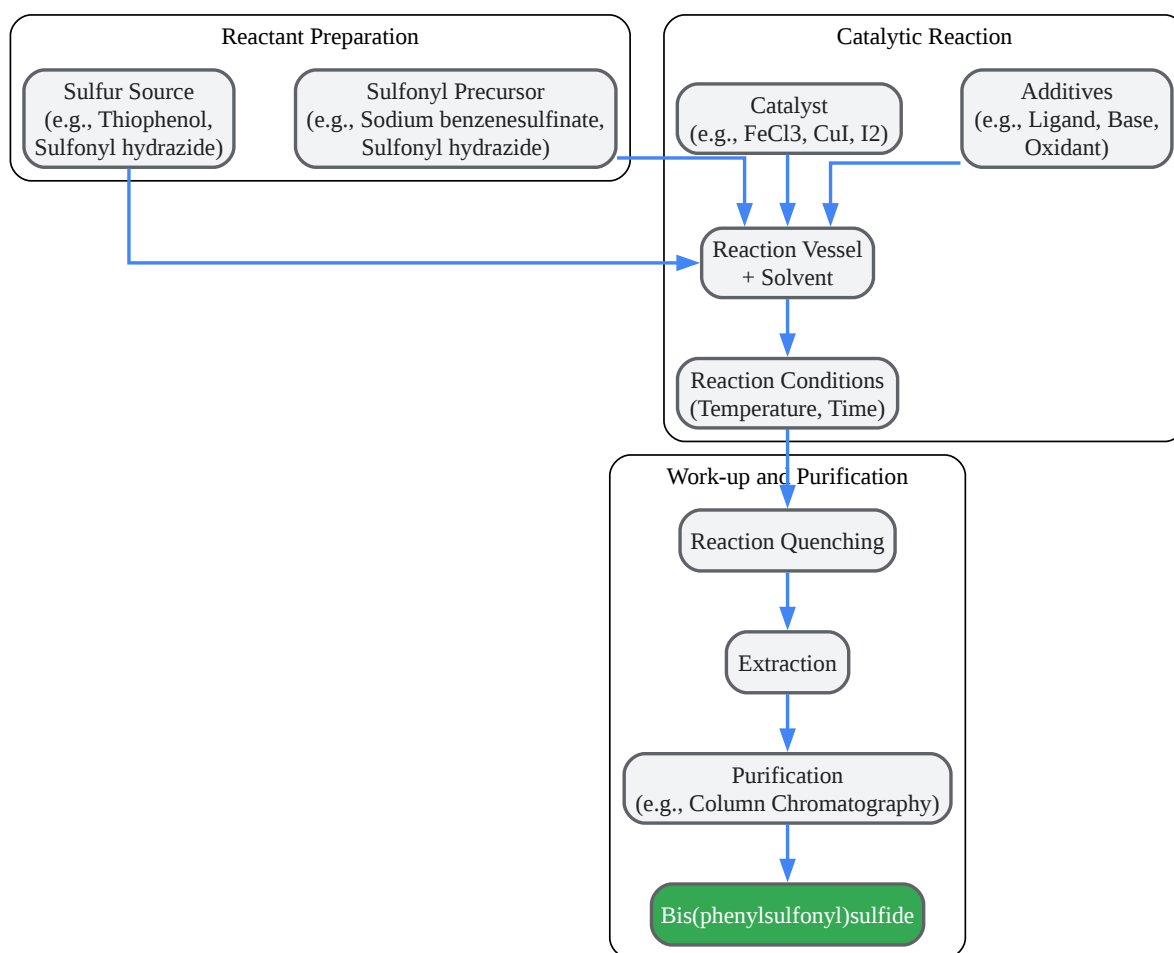 Reactant Preparation
Sulfur Source
(e.g., Thiophenol,
Sulfonyl hydrazide)
Sulfonyl Precursor
(e.g., Sodium benzenesulfinate,
Sulfonyl hydrazide)
Catalytic Reaction
Catalyst
(e.g., FeCl3, CuI, I2)
Additives
(e.g., Ligand, Base,
Oxidant)
Reaction Vessel
+ Solvent
Reaction Conditions
(Temperature, Time)
Work-up and Purification
Reaction Quenching
Extraction
Purification
(e.g., Column Chromatography)
Bis(phenylsulfonyl)sulfide